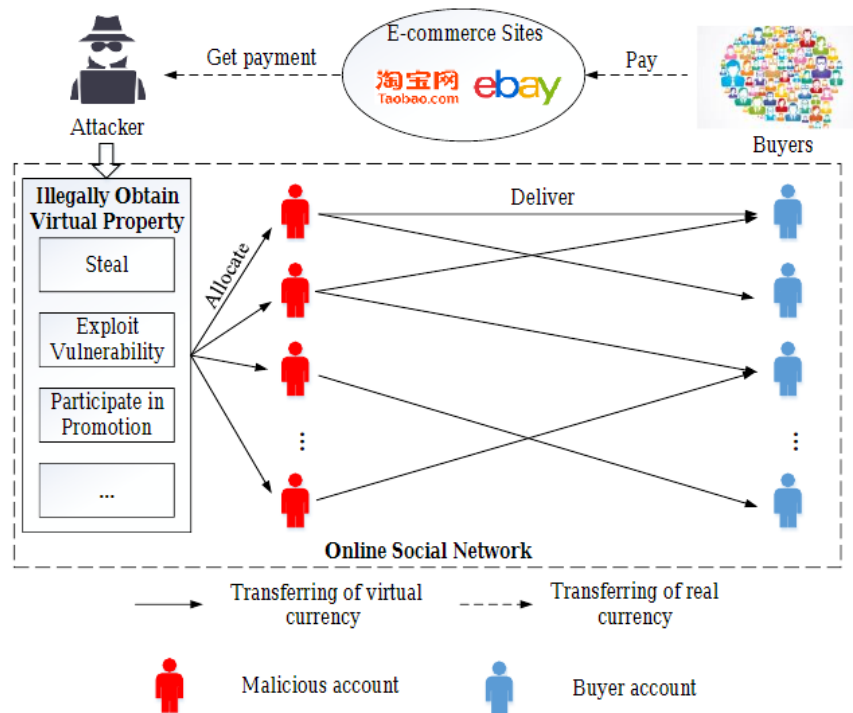 E-commerce Sites
Get payment
Pay
淘宝网
Taobao.com
ebay
Attacker
Buyers
Illegally Obtain
Virtual Property
Steal
Exploit
Vulnerability
Participate in
Promotion
...
Allocate
Deliver
...
...
Online Social Network
Transferring of virtual
currency
Transferring of real
currency
Malicious account
Buyer account